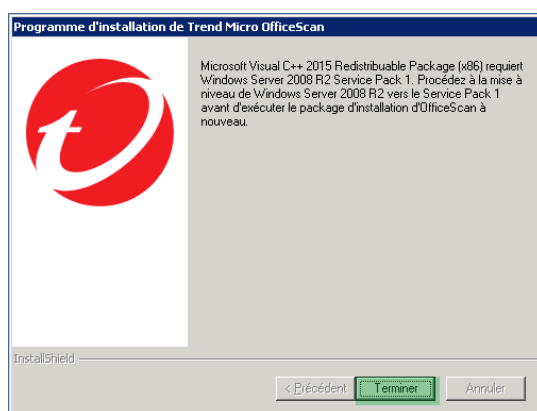 Programme d'installation de Trend Micro OfficeScan
Microsoft Visual C++ 2015 Redistribuable Package (x86) requiert
Windows Server 2008 R2 Service Pack 1. Procédez à la mise à
niveau de Windows Server 2008 R2 vers le Service Pack 1
avant d'exécuter le package d'installation d'OfficeScan à
nouveau.
InstallShield
< Précédent
Terminer
Annuler